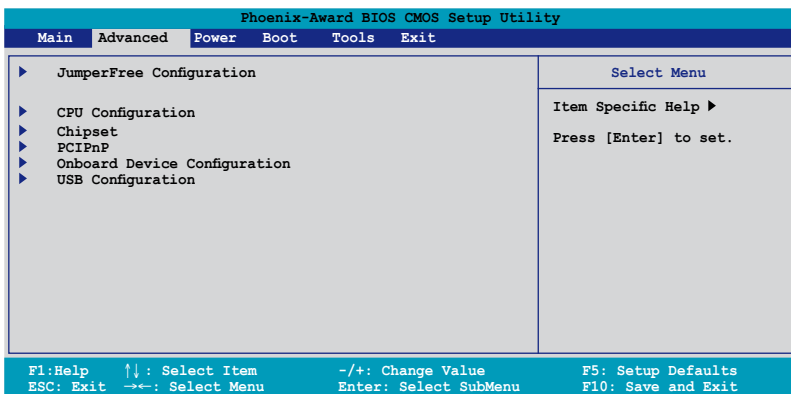 Phoenix-Award BIOS CMOS Setup Utility
Main Advanced Power Boot Tools Exit
JumperFree Configuration
CPU Configuration
Chipset
PCIPnP
Onboard Device Configuration
USB Configuration
Select Menu
Item Specific Help ▶
Press [Enter] to set.
F1:Help ↑↓ : Select Item -/+: Change Value F5: Setup Defaults
ESC: Exit →←: Select Menu Enter: Select SubMenu F10: Save and Exit